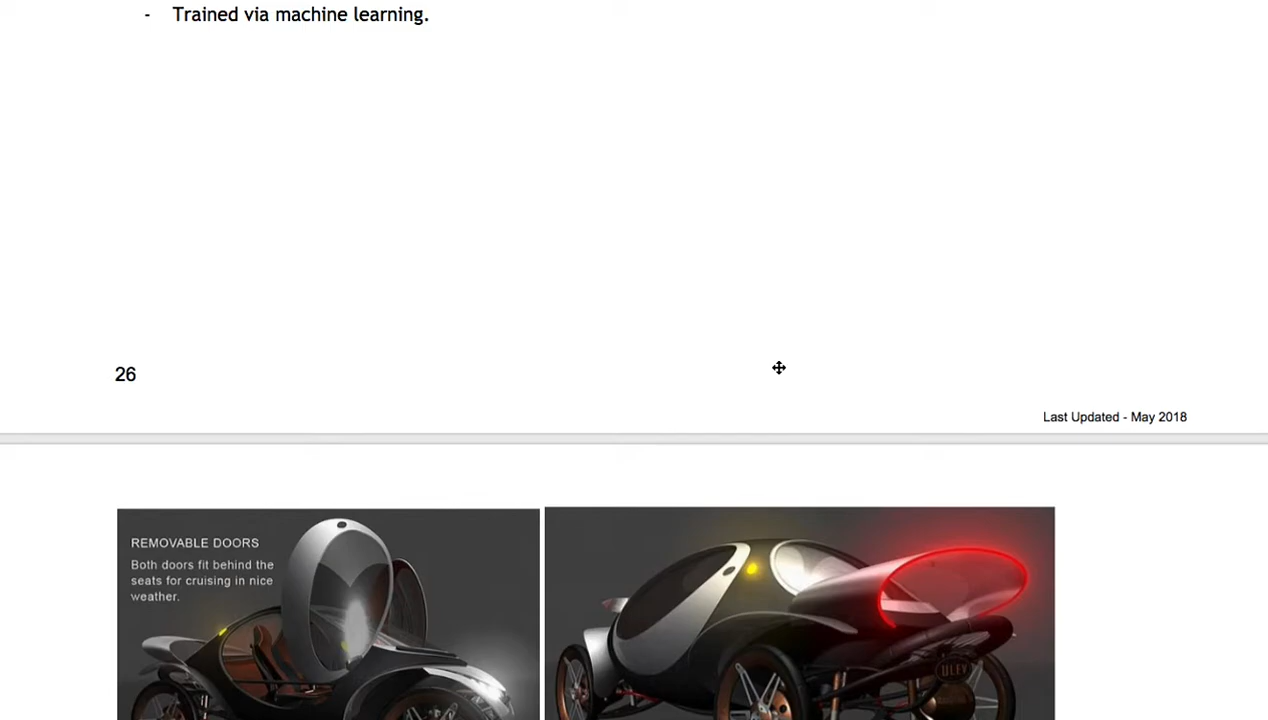 - Trained via machine learning.
26
Last Updated - May 2018
REMOVABLE DOORS
Both doors fit behind the
seats for cruising in nice
weather.
ULEV